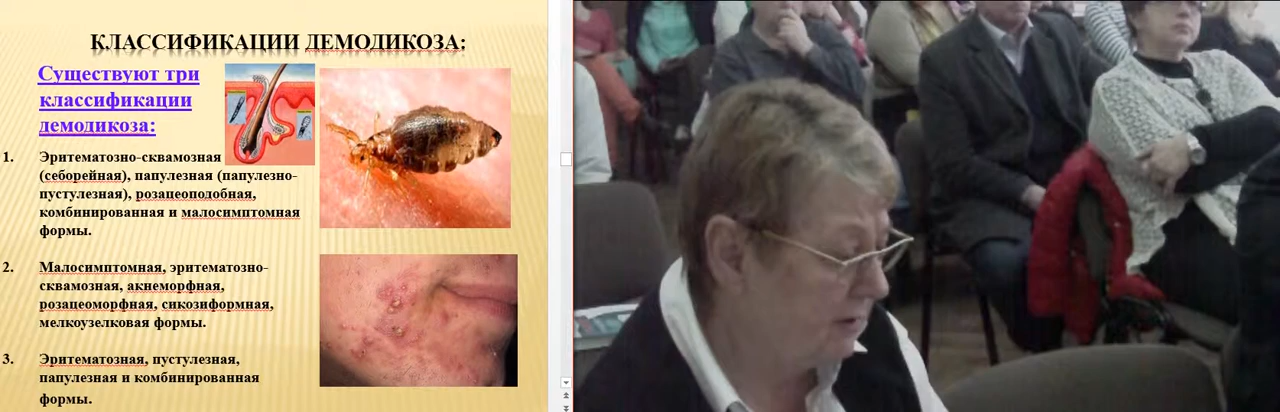 КЛАССИФИКАЦИИ ДЕМОДИКОЗА:
Существуют три
классификации
демодикоза:
1. Эритематозно-сквамозная
(себорейная), папулезная (папулезно-
пустулезная), розацеоподобная,
комбинированная и малосимптомная
формы.
2. Малосимптомная, эритематозно-
сквамозная, акнеморфная,
розацеоморфная, сикозиформная,
мелкоузелковая формы.
3. Эритематозная, пустулезная,
папулезная и комбинированная
формы.